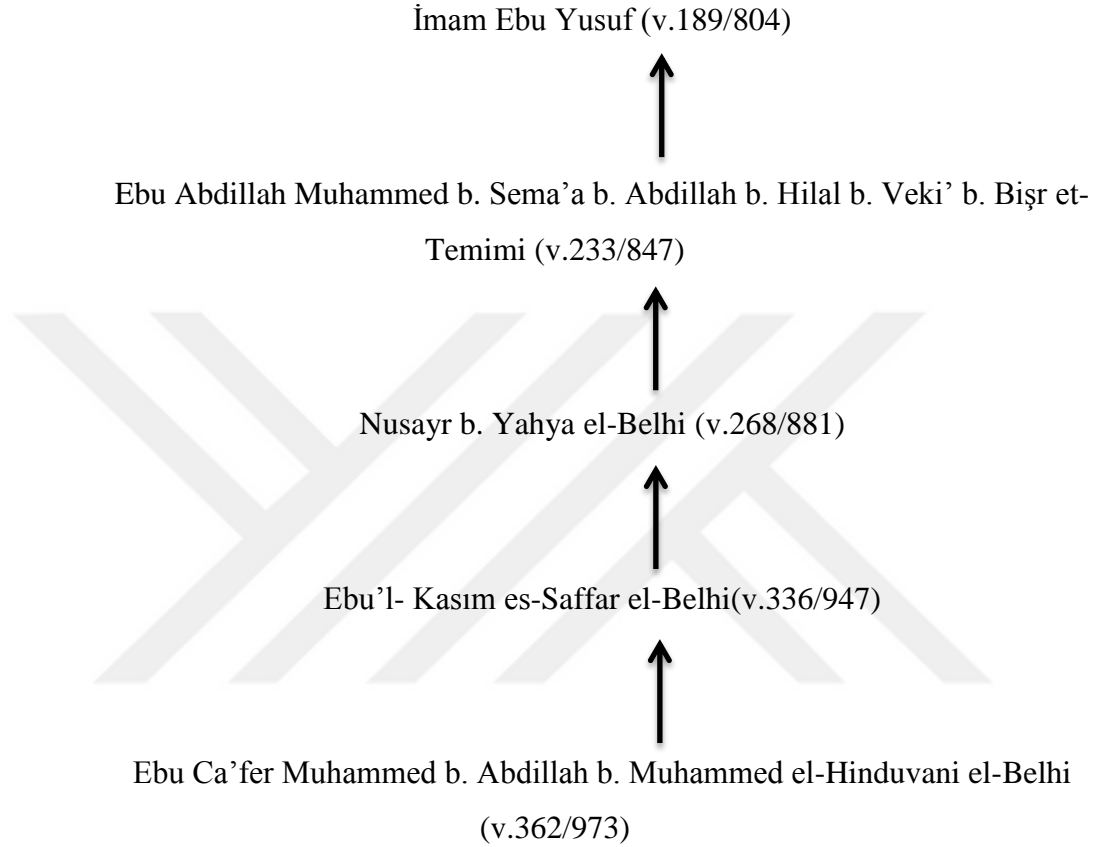 İmam Ebu Yusuf (v.189/804)
Ebu Abdillah Muhammed b. Sema'a b. Abdillah b. Hilal b. Veki' b. Bişr et-
Temimi (v.233/847)
Nusayr b. Yahya el-Belhi (v.268/881)
Ebu'l- Kasım es-Saffar el-Belhi(v.336/947)
Ebu Ca'fer Muhammed b. Abdillah b. Muhammed el-Hinduvani el-Belhi
(v.362/973)